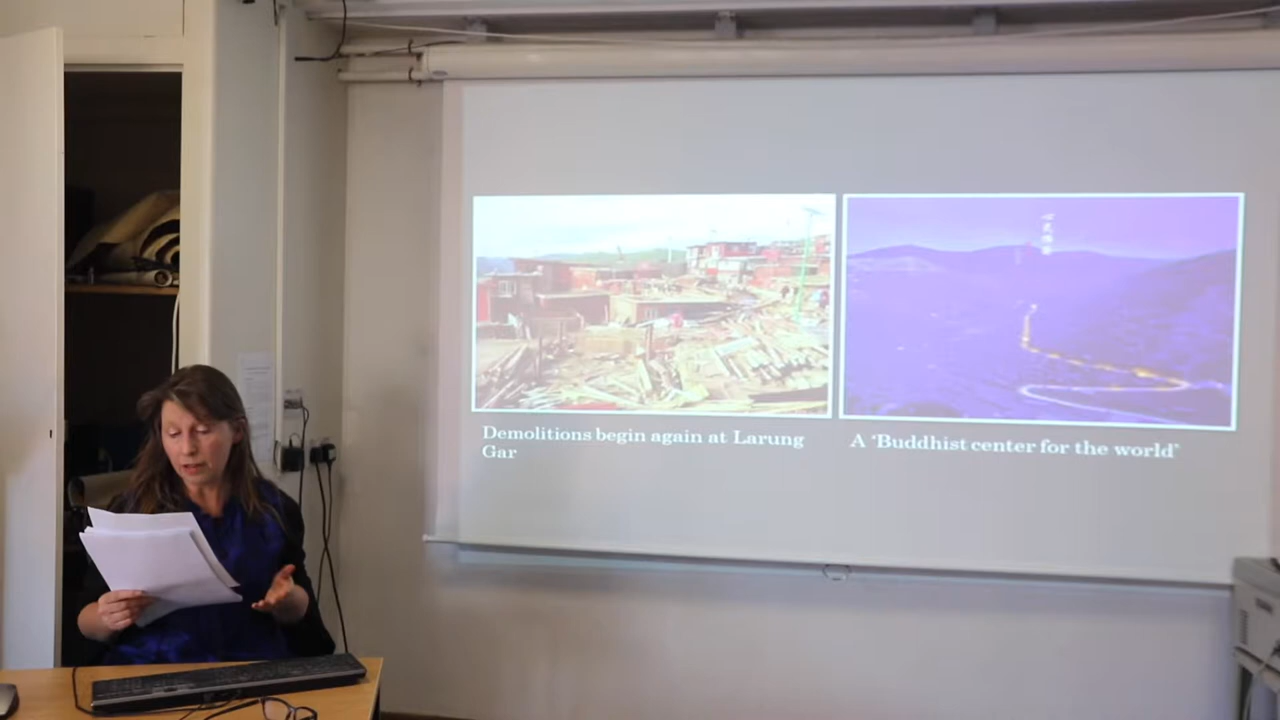 Demolitions begin again at Larung
Gar
A ‘Buddhist center for the world’